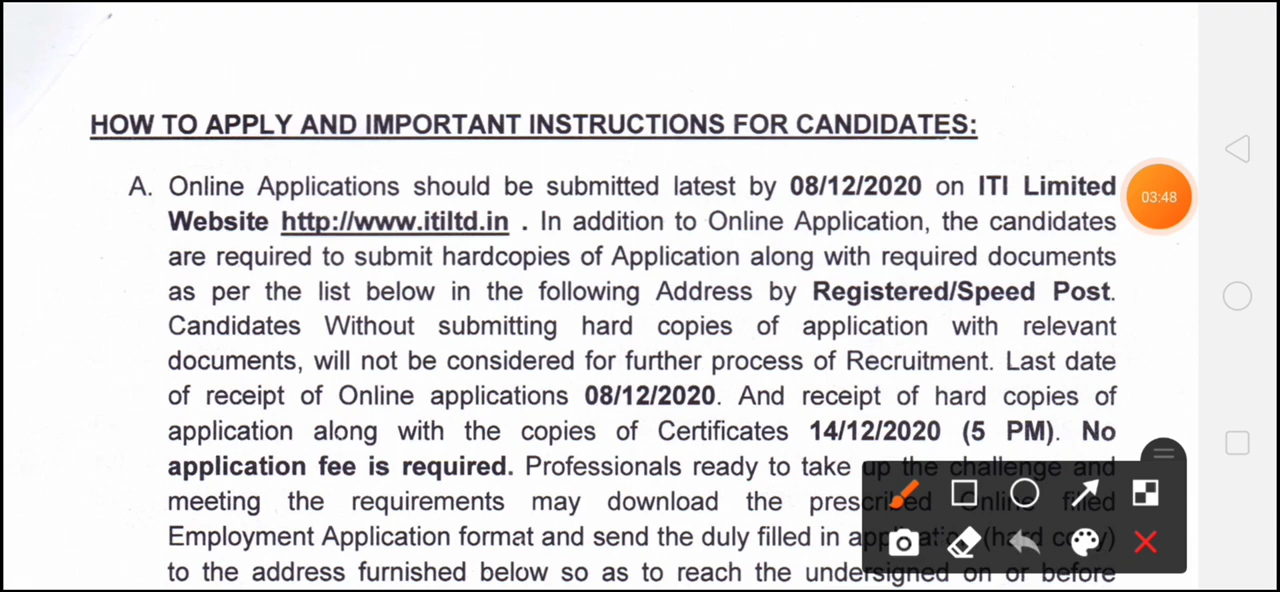 HOW TO APPLY AND IMPORTANT INSTRUCTIONS FOR CANDIDATES:
A. Online Applications should be submitted latest by 08/12/2020 on ITI Limited
Website http://www.itiltd.in . In addition to Online Application, the candidates
are required to submit hardcopies of Application along with required documents
as per the list below in the following Address by Registered/Speed Post.
Candidates Without submitting hard copies of application with relevant
documents, will not be considered for further process of Recruitment. Last date
of receipt of Online applications 08/12/2020. And receipt of hard copies of
application along with the copies of Certificates 14/12/2020 (5 PM). No
application fee is required. Professionals ready to take up the challenge and
meeting the requirements may download the prescribed Online filled
Employment Application format and send the duly filled in application (hard copy)
to the address furnished below so as to reach the undersigned on or before
03:48